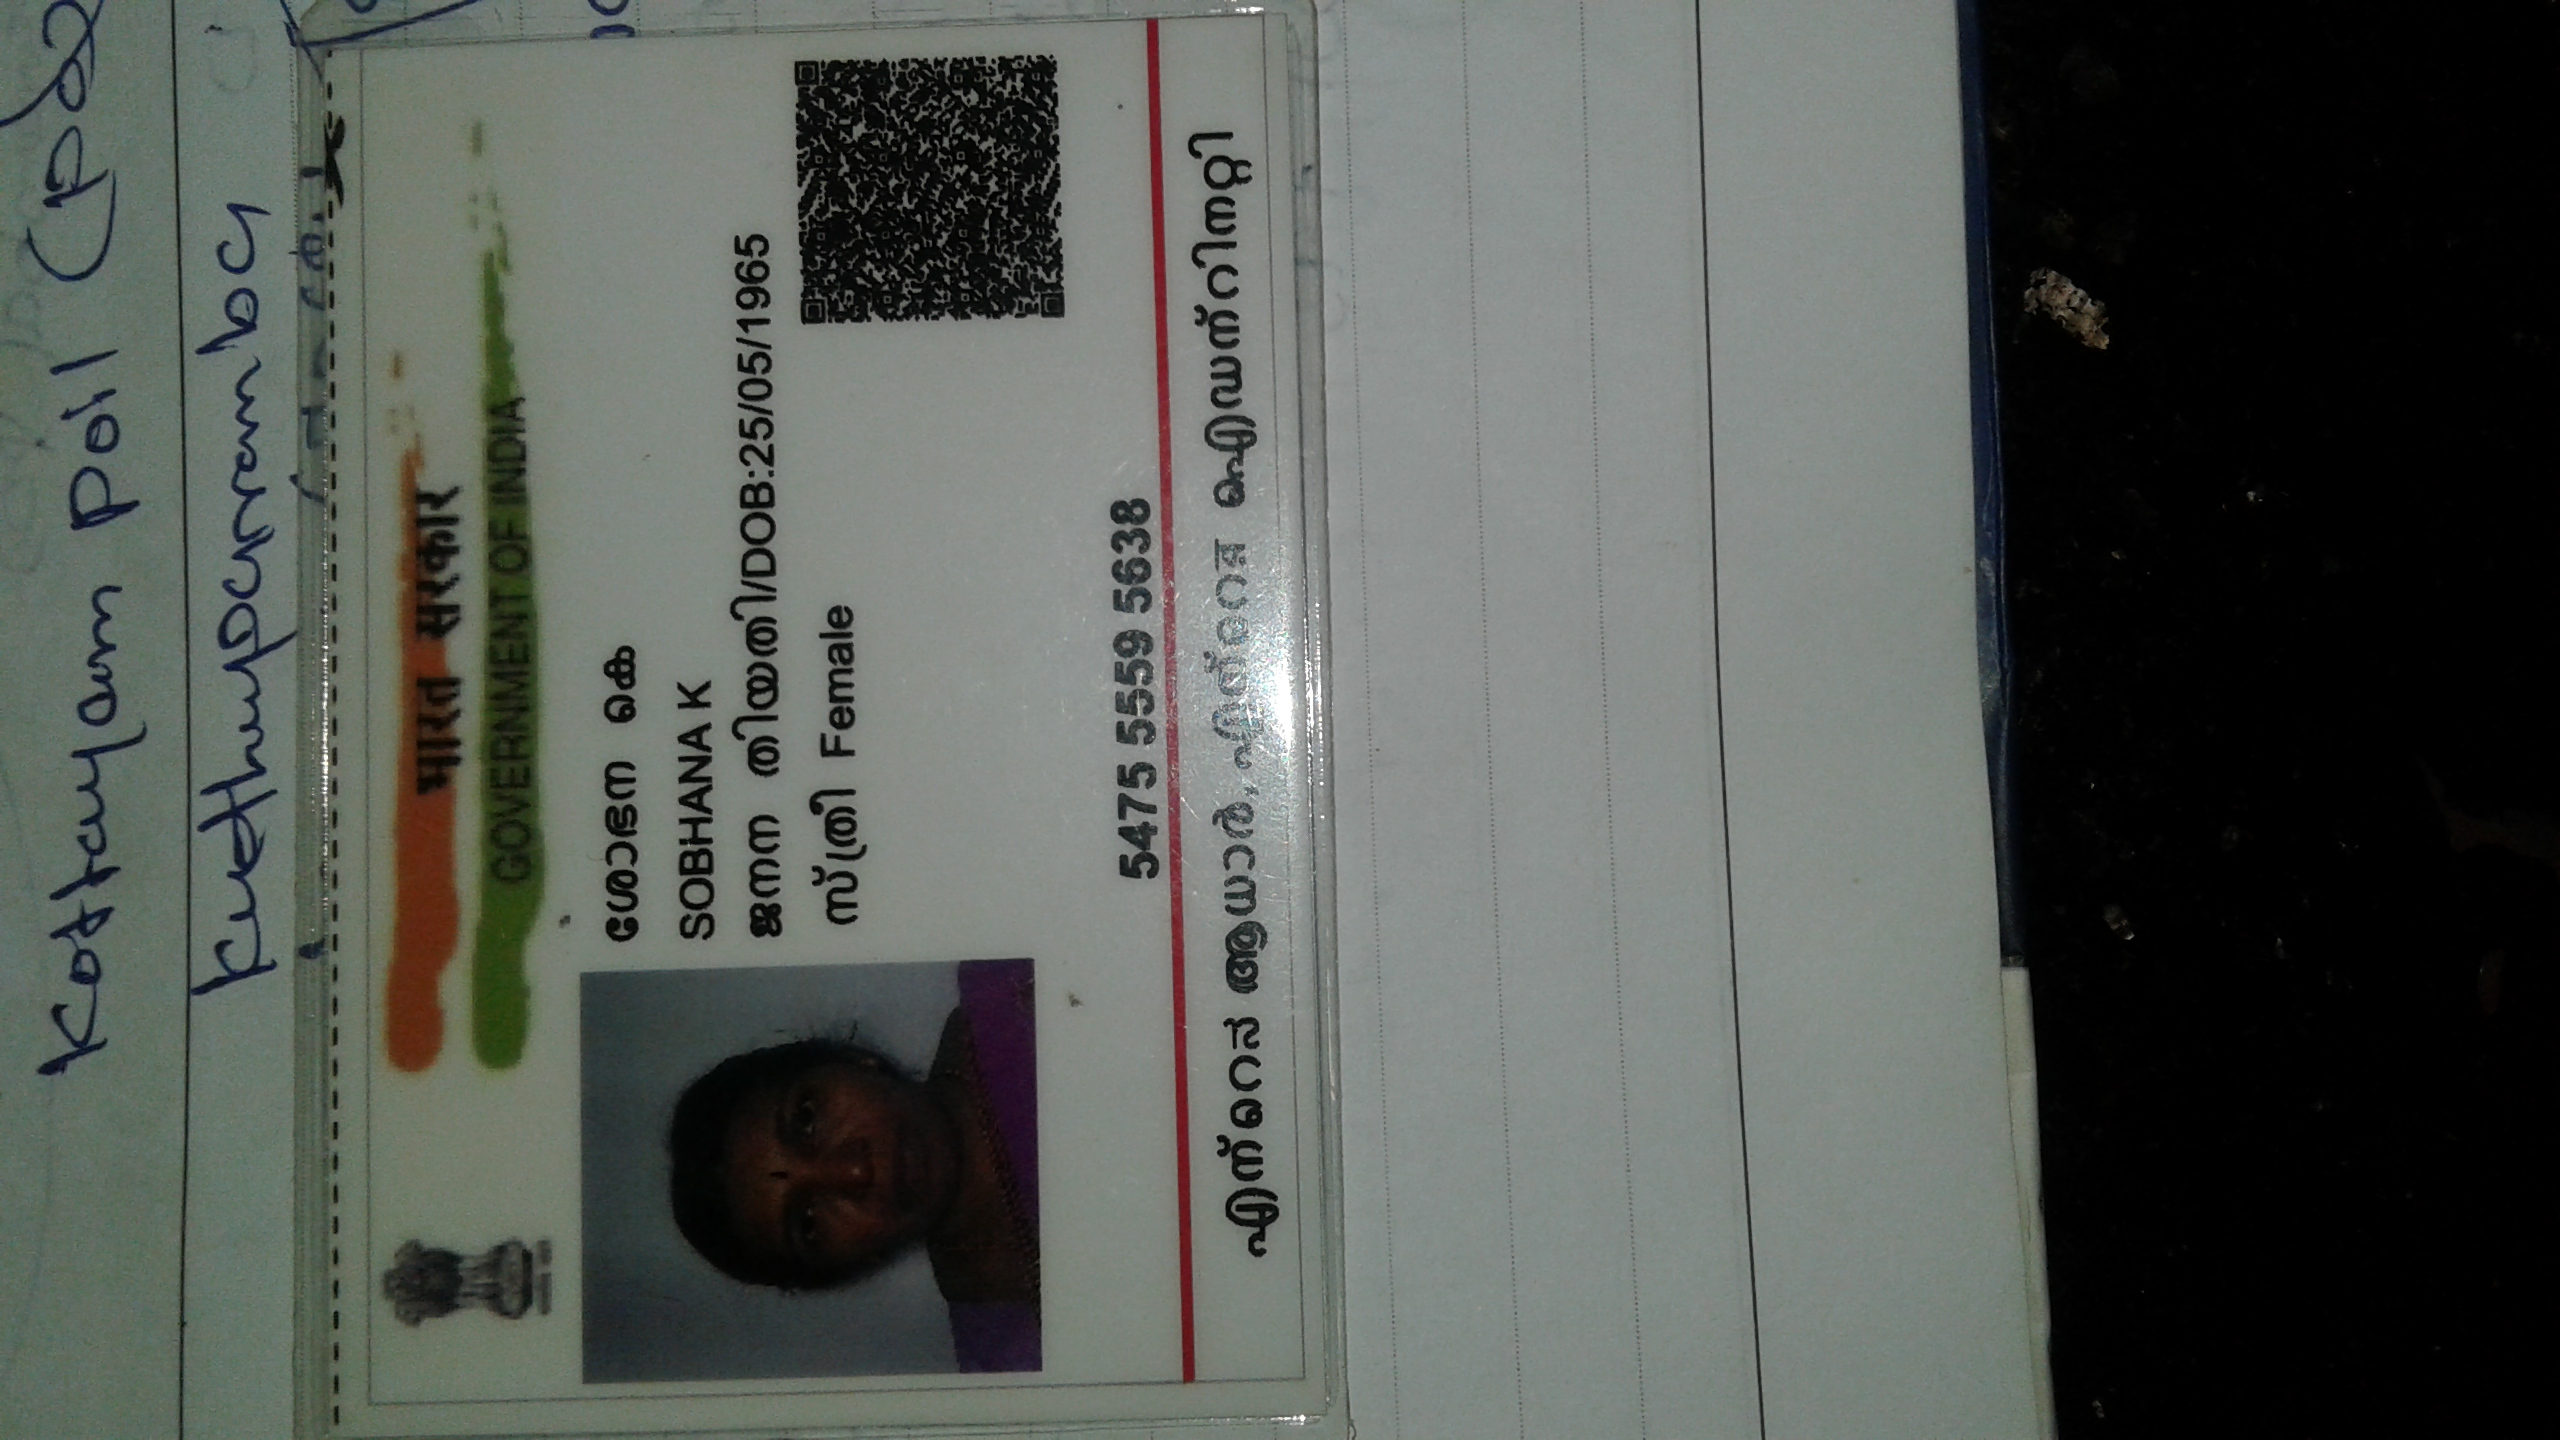 Kottayam poil (po)
Kuthuparamba
भारत सरकार
GOVERNMENT OF INDIA
ശോഭന കെ
SOBHANA K
ജനന തിയതി/DOB:25/05/1965
സ്ത്രീ Female
5475 5559 5638
എന്റെ ആധാർ, എന്റെ ഐഡന്റിറ്റി